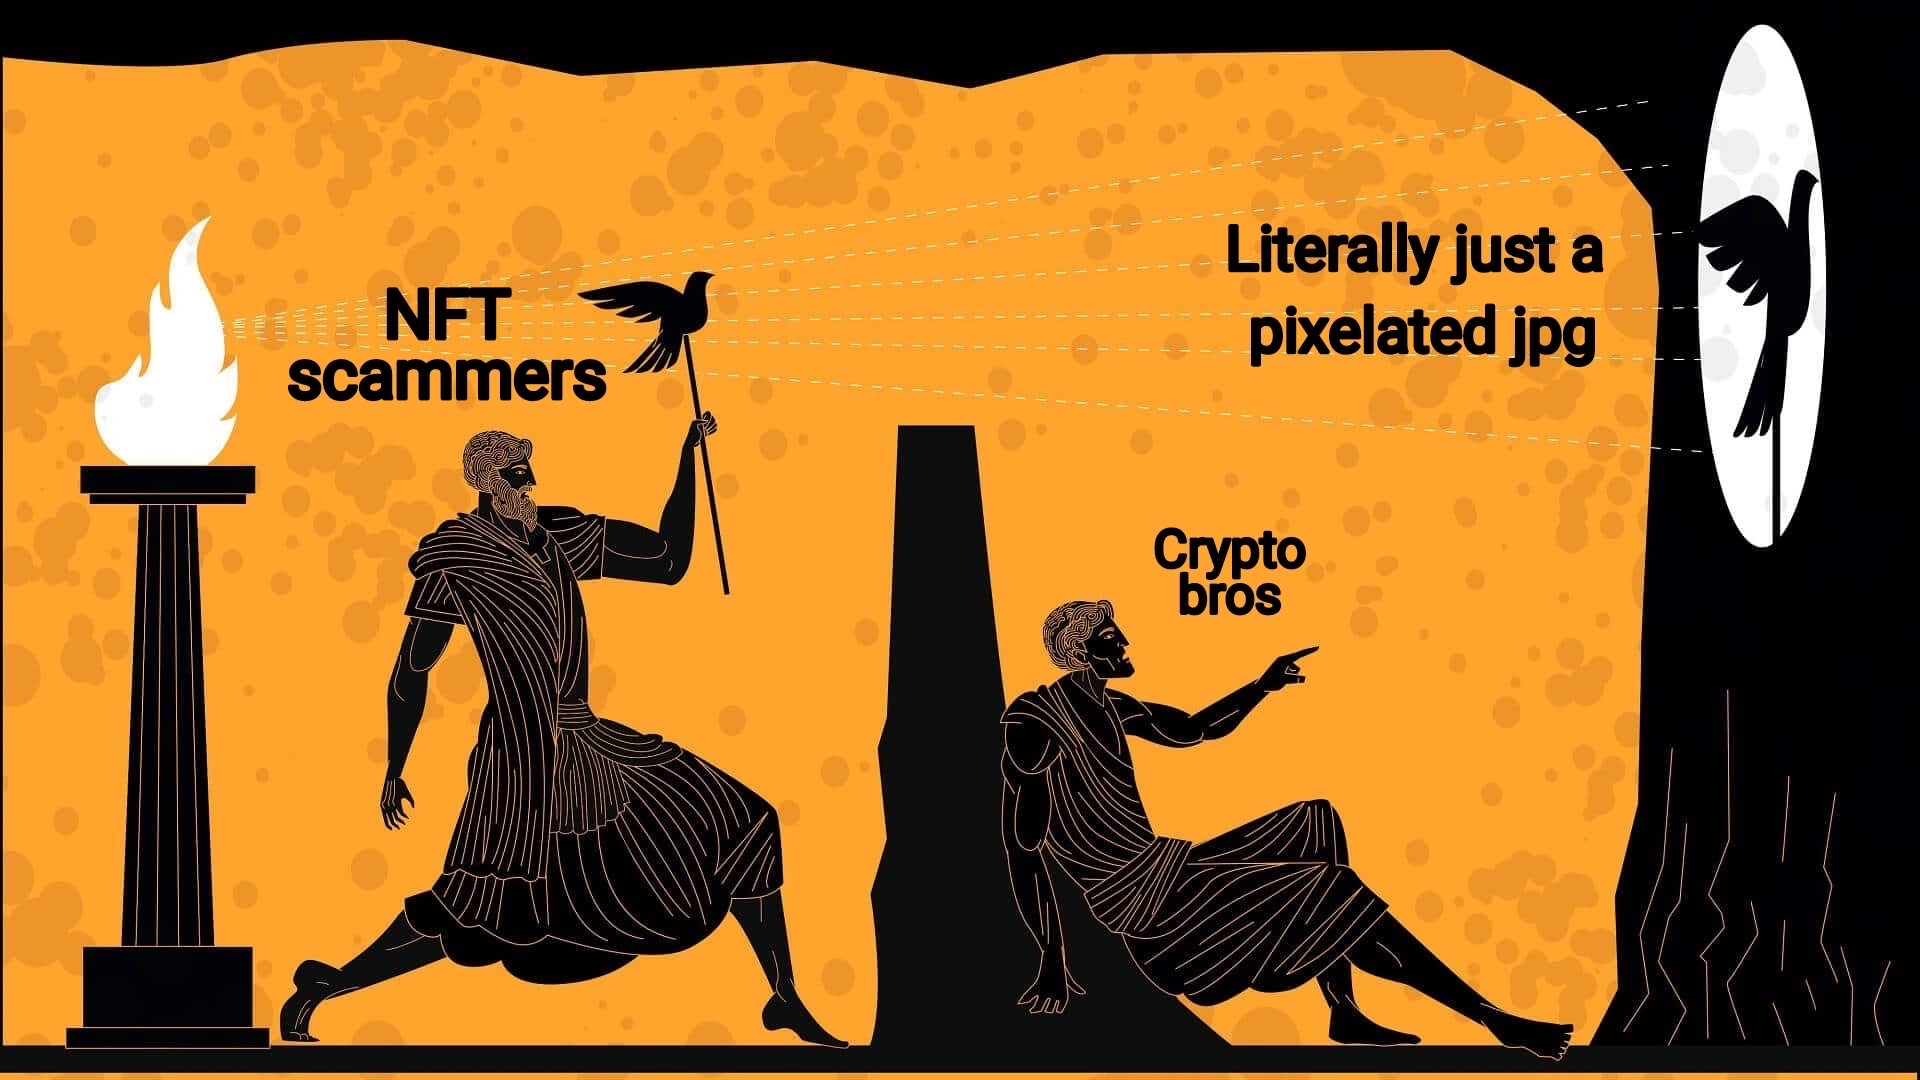 NFT
scammers
Literally just a
pixelated jpg
Crypto
bros